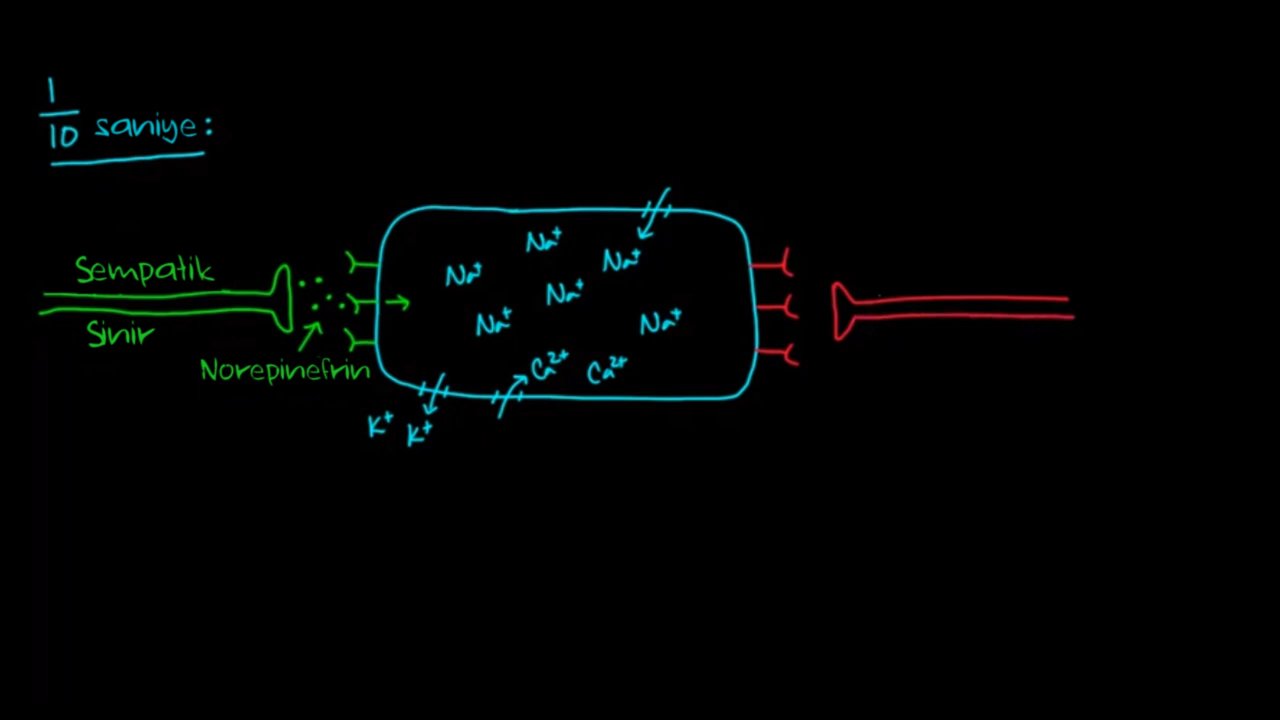 1
10 saniye:
Sempatik
Sinir
Norepinefrin
Na⁺
Na⁺
Na⁺
Na⁺
Na⁺
Na⁺
Ca²⁺
Ca²⁺
K⁺
K⁺